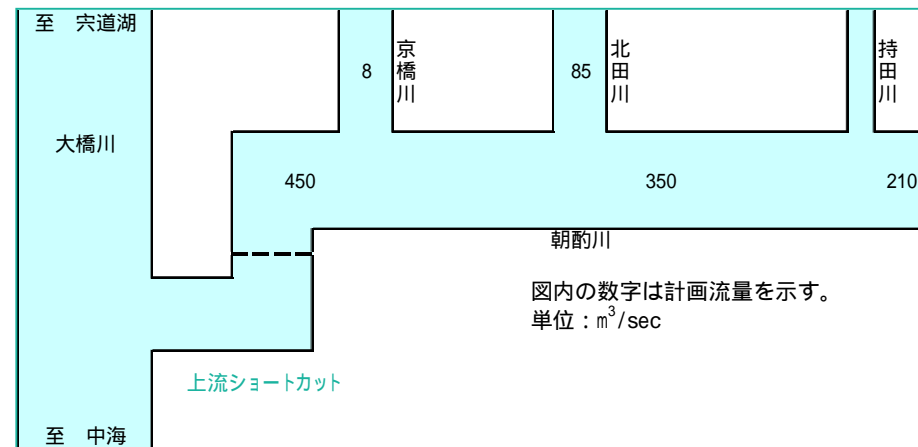 至　宍道湖
京橋川
北田川
持田川
8
85
大橋川
450
350
210
朝酌川
図内の数字は計画流量を示す。
単位：m³/sec
上流ショートカット
至　中海